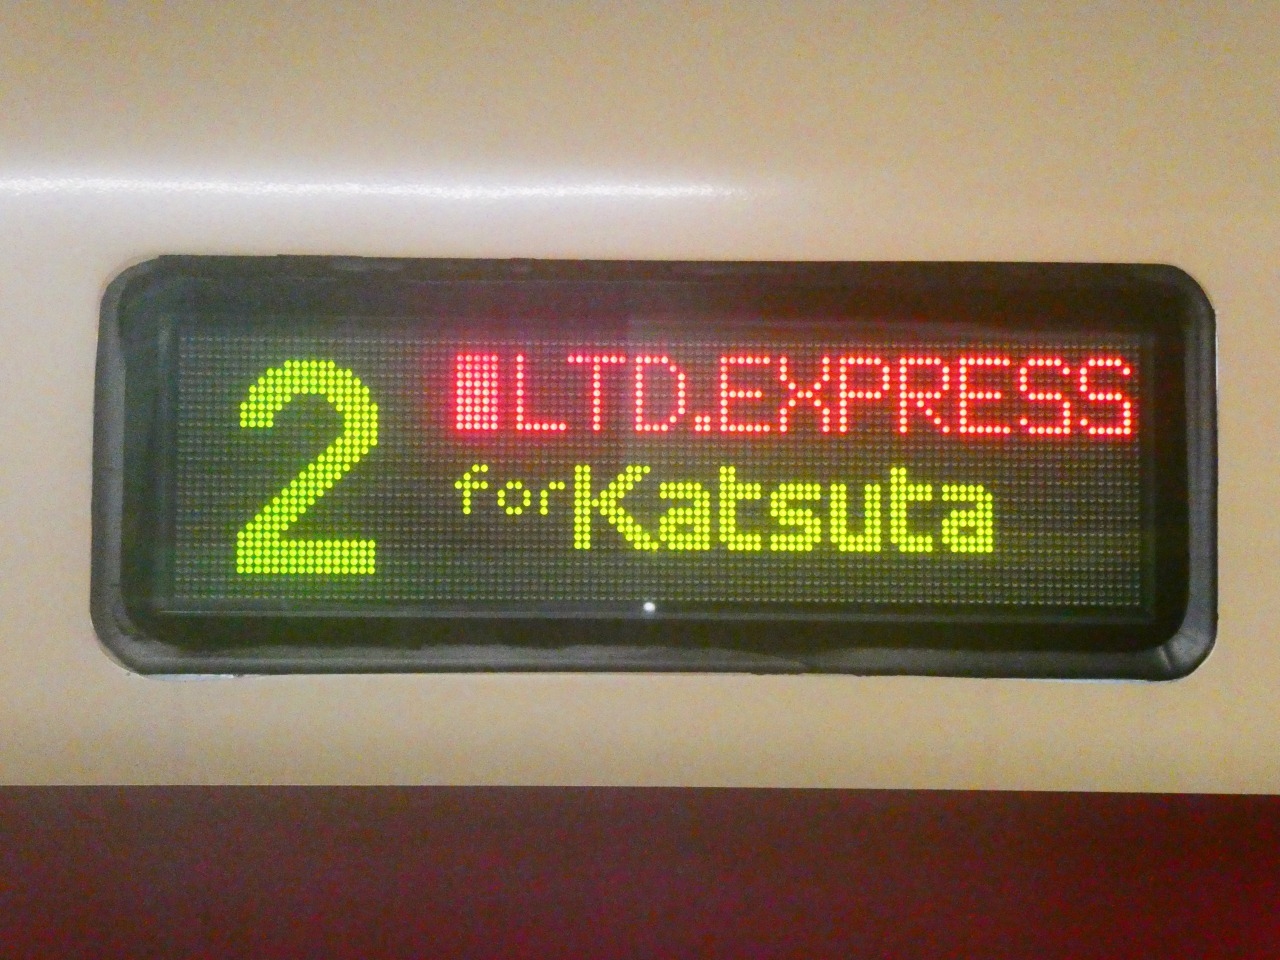 2
■LTD.EXPRESS
for Katsuta